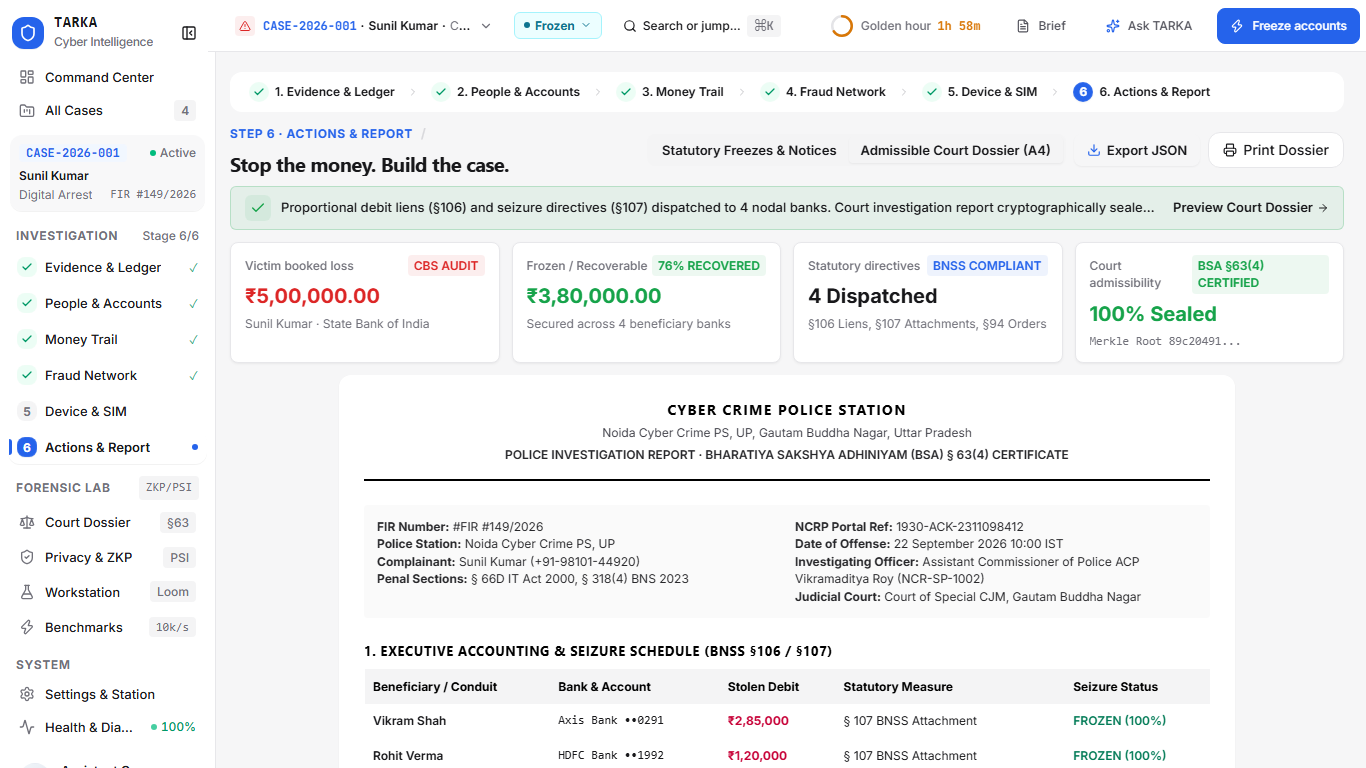 TARKA
Cyber Intelligence
CASE-2026-001 · Sunil Kumar · C...
Frozen
Search or jump... ⌘K
Golden hour 1h 58m
Brief
Ask TARKA
Freeze accounts
Command Center
All Cases 4
CASE-2026-001 Active
Sunil Kumar
Digital Arrest FIR #149/2026
INVESTIGATION Stage 6/6
Evidence & Ledger ✓
People & Accounts ✓
Money Trail ✓
Fraud Network ✓
5 Device & SIM
6 Actions & Report
FORENSIC LAB ZKP/PSI
Court Dossier §63
Privacy & ZKP PSI
Workstation Loom
Benchmarks 10k/s
SYSTEM
Settings & Station
Health & Dia... 100%
1. Evidence & Ledger
2. People & Accounts
3. Money Trail
4. Fraud Network
5. Device & SIM
6 6. Actions & Report
STEP 6 · ACTIONS & REPORT /
Stop the money. Build the case.
Statutory Freezes & Notices
Admissible Court Dossier (A4)
Export JSON
Print Dossier
Proportional debit liens (§106) and seizure directives (§107) dispatched to 4 nodal banks. Court investigation report cryptographically seale... Preview Court Dossier →
Victim booked loss CBS AUDIT
₹5,00,000.00
Sunil Kumar · State Bank of India
Frozen / Recoverable 76% RECOVERED
₹3,80,000.00
Secured across 4 beneficiary banks
Statutory directives BNSS COMPLIANT
4 Dispatched
§106 Liens, §107 Attachments, §94 Orders
Court admissibility BSA §63(4) CERTIFIED
100% Sealed
Merkle Root 89c20491...
CYBER CRIME POLICE STATION
Noida Cyber Crime PS, UP, Gautam Buddha Nagar, Uttar Pradesh
POLICE INVESTIGATION REPORT · BHARATIYA SAKSHYA ADHINIYAM (BSA) § 63(4) CERTIFICATE
FIR Number: #FIR #149/2026
Police Station: Noida Cyber Crime PS, UP
Complainant: Sunil Kumar (+91-98101-44920)
Penal Sections: § 66D IT Act 2000, § 318(4) BNS 2023
NCRP Portal Ref: 1930-ACK-2311098412
Date of Offense: 22 September 2026 10:00 IST
Investigating Officer: Assistant Commissioner of Police ACP
Vikramaditya Roy (NCR-SP-1002)
Judicial Court: Court of Special CJM, Gautam Buddha Nagar
1. EXECUTIVE ACCOUNTING & SEIZURE SCHEDULE (BNSS §106 / §107)
Beneficiary / Conduit Bank & Account Stolen Debit Statutory Measure Seizure Status
Vikram Shah Axis Bank ••0291 ₹2,85,000 § 107 BNSS Attachment FROZEN (100%)
Rohit Verma HDFC Bank ••1992 ₹1,20,000 § 107 BNSS Attachment FROZEN (100%)